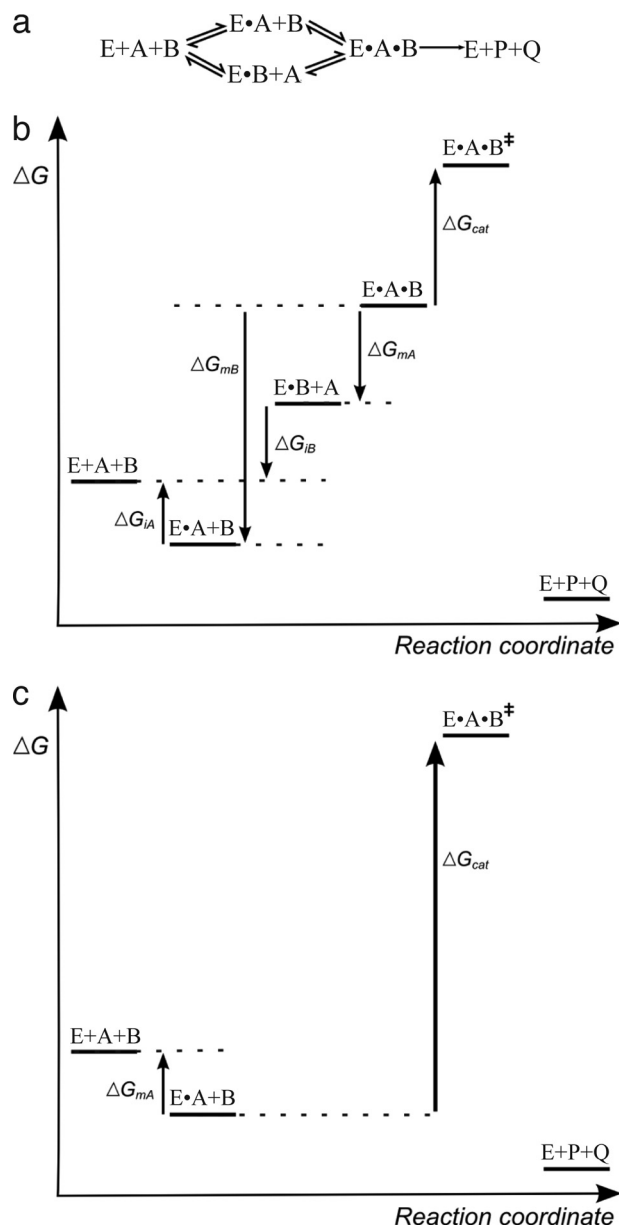 a
E•A+B
E+A+B E•A•B E+P+Q
E•B+A
b
ΔG
E•A•B‡
ΔGcat
E•A•B
ΔGmB
ΔGmA
E•B+A
ΔGiB
E+A+B
ΔGiA
E•A+B
E+P+Q
Reaction coordinate
c
ΔG
E•A•B‡
ΔGcat
E+A+B
ΔGmA
E•A+B
E+P+Q
Reaction coordinate